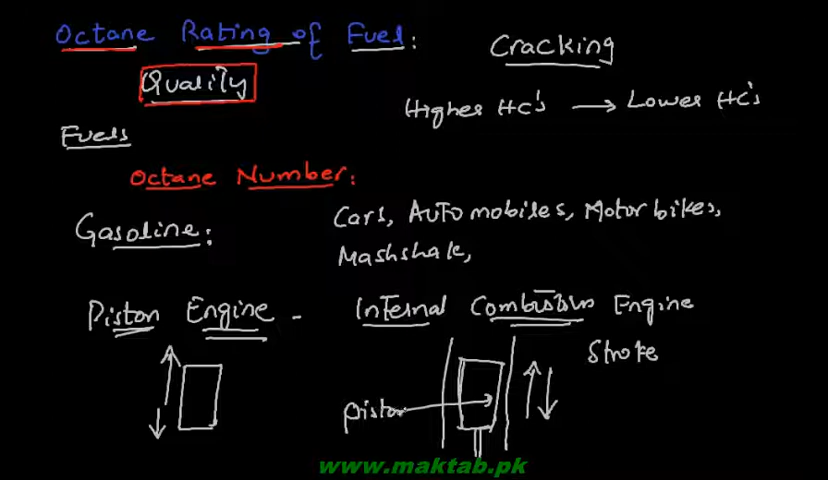 Octane Rating of Fuel:
Cracking
Quality
Higher HC's → Lower HC's
Fuels
Octane Number:
Gasoline: Cars, Automobiles, Motorbikes,
Mashshak,
Piston Engine - Internal Combustion Engine
Stroke
piston
www.maktab.pk